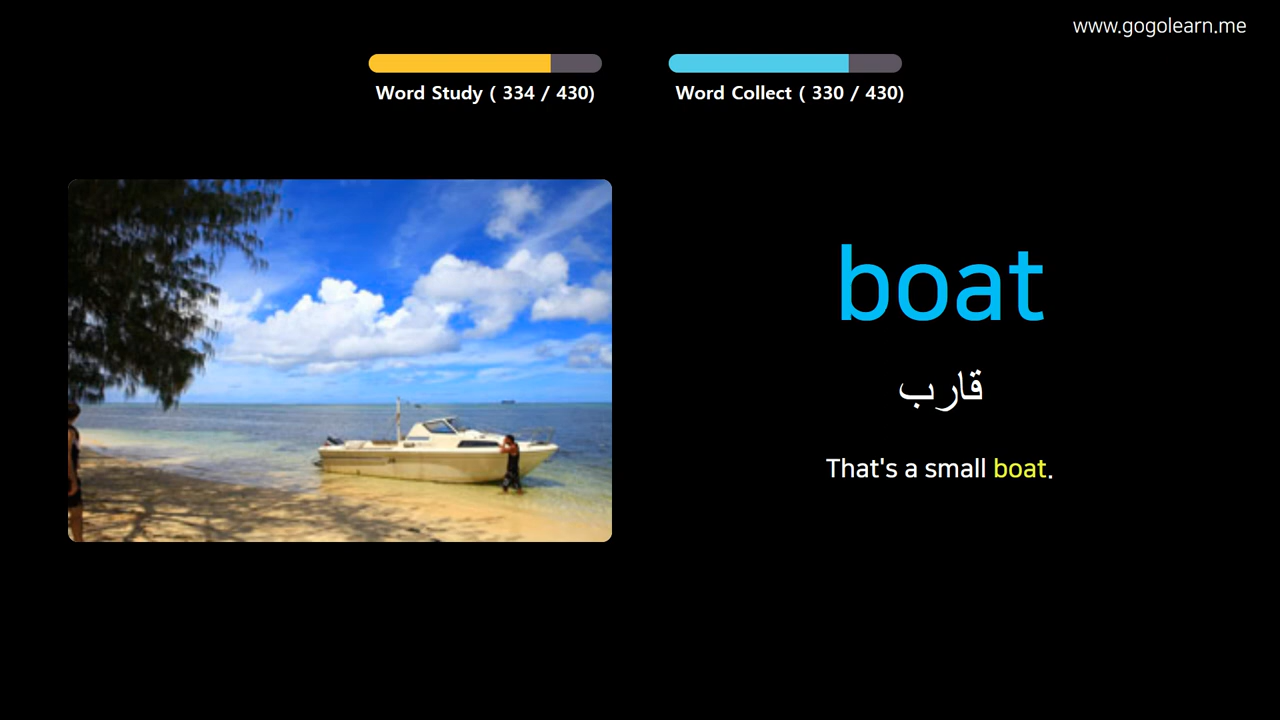 www.gogolearn.me
Word Study ( 334 / 430)
Word Collect ( 330 / 430)
boat
قارب
That's a small boat.